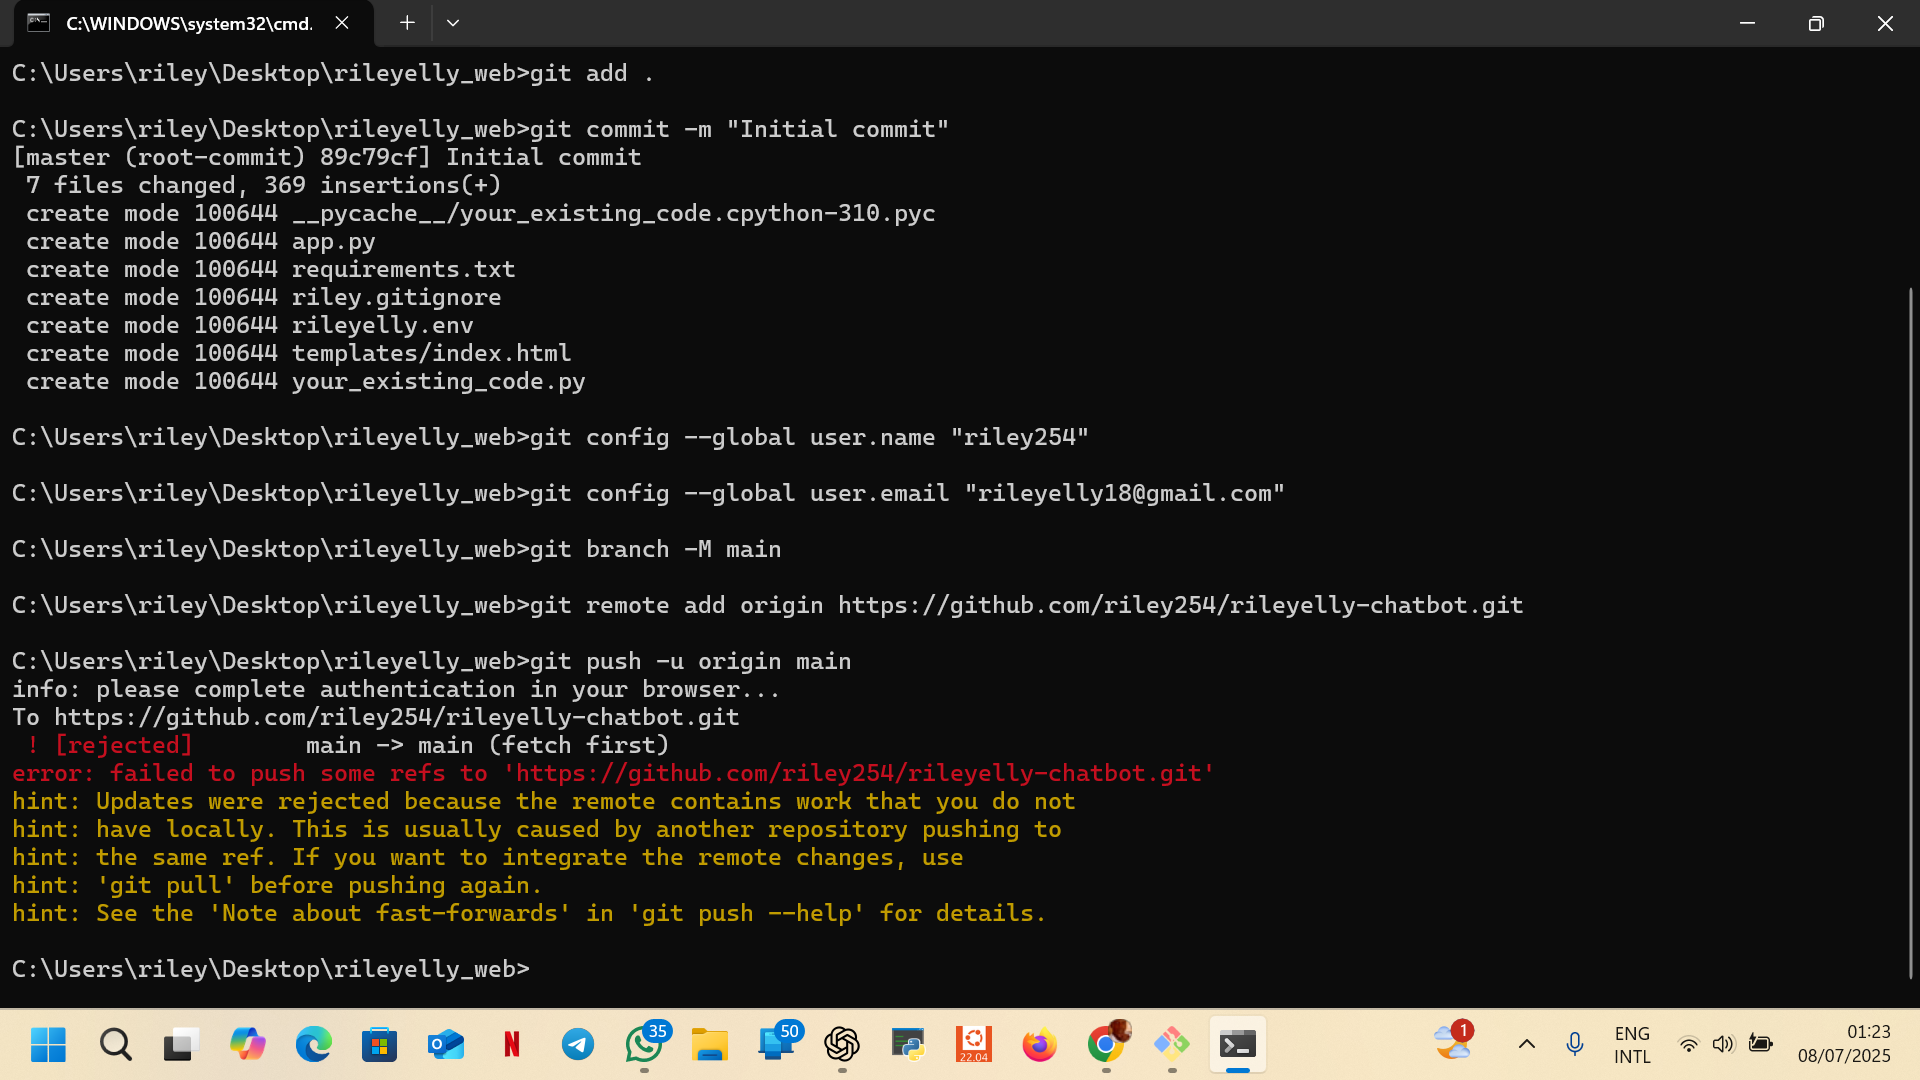 C:\WINDOWS\system32\cmd.
C:\Users\riley\Desktop\rileyelly_web>git add .
C:\Users\riley\Desktop\rileyelly_web>git commit -m "Initial commit"
[master (root-commit) 89c79cf] Initial commit
 7 files changed, 369 insertions(+)
 create mode 100644 __pycache__/your_existing_code.cpython-310.pyc
 create mode 100644 app.py
 create mode 100644 requirements.txt
 create mode 100644 riley.gitignore
 create mode 100644 rileyelly.env
 create mode 100644 templates/index.html
 create mode 100644 your_existing_code.py
C:\Users\riley\Desktop\rileyelly_web>git config --global user.name "riley254"
C:\Users\riley\Desktop\rileyelly_web>git config --global user.email "rileyelly18@gmail.com"
C:\Users\riley\Desktop\rileyelly_web>git branch -M main
C:\Users\riley\Desktop\rileyelly_web>git remote add origin https://github.com/riley254/rileyelly-chatbot.git
C:\Users\riley\Desktop\rileyelly_web>git push -u origin main
info: please complete authentication in your browser...
To https://github.com/riley254/rileyelly-chatbot.git
 ! [rejected]        main -> main (fetch first)
error: failed to push some refs to 'https://github.com/riley254/rileyelly-chatbot.git'
hint: Updates were rejected because the remote contains work that you do not
hint: have locally. This is usually caused by another repository pushing to
hint: the same ref. If you want to integrate the remote changes, use
hint: 'git pull' before pushing again.
hint: See the 'Note about fast-forwards' in 'git push --help' for details.
C:\Users\riley\Desktop\rileyelly_web>
N
35
50
22.04
1
ENG
INTL
01:23
08/07/2025